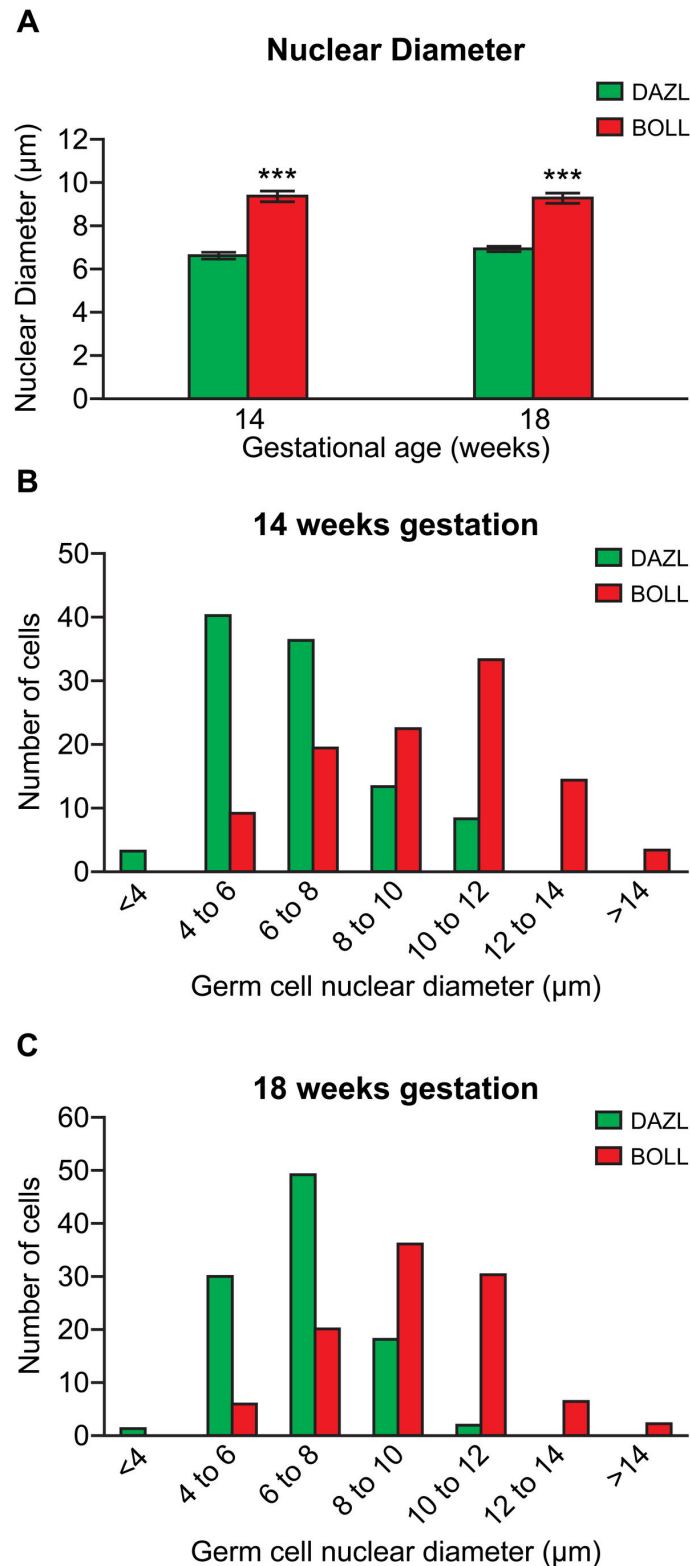 A
Nuclear Diameter
DAZL
BOLL
Nuclear Diameter (µm)
12
10
8
6
4
2
0
***
***
14
18
Gestational age (weeks)
B
14 weeks gestation
DAZL
BOLL
Number of cells
50
40
30
20
10
0
<4
4 to 6
6 to 8
8 to 10
10 to 12
12 to 14
>14
Germ cell nuclear diameter (µm)
C
18 weeks gestation
DAZL
BOLL
Number of cells
60
50
40
30
20
10
0
<4
4 to 6
6 to 8
8 to 10
10 to 12
12 to 14
>14
Germ cell nuclear diameter (µm)